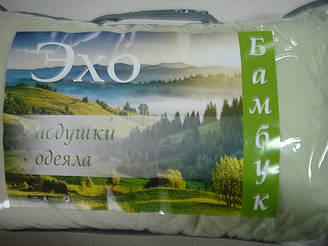 Эхо
подушки
одеяла
Бамбук